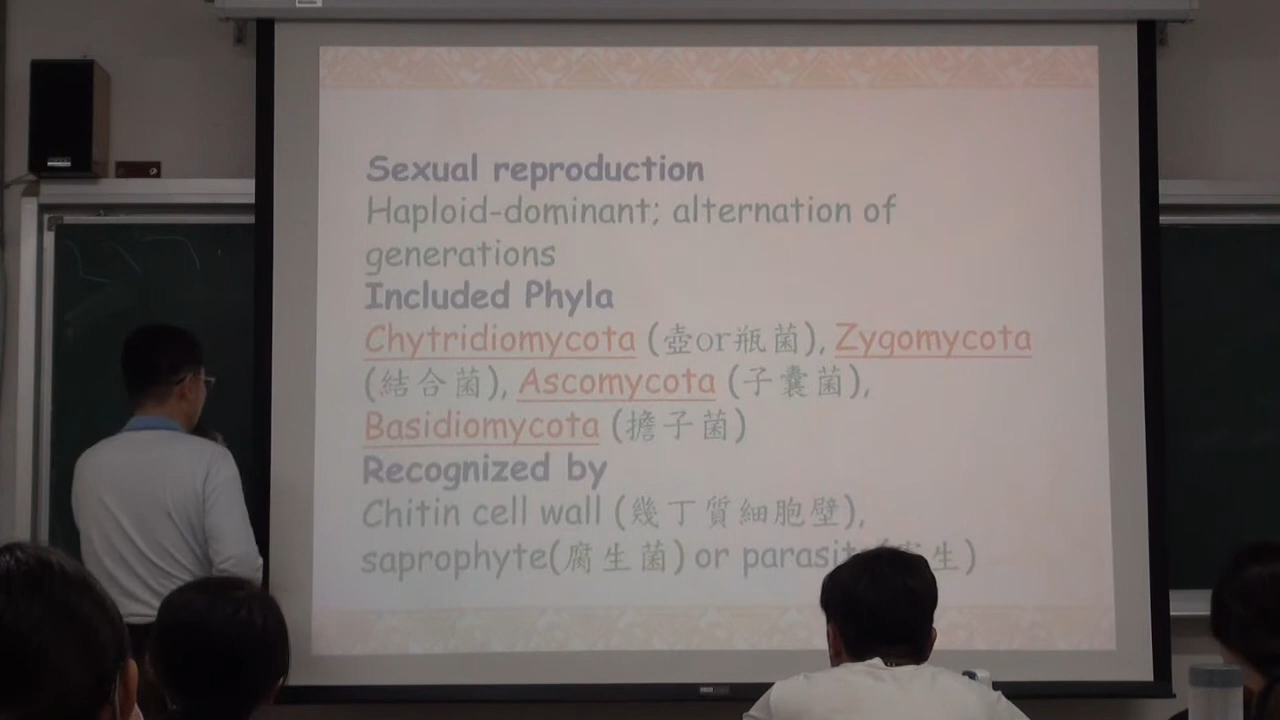 Sexual reproduction
Haploid-dominant; alternation of
generations
Included Phyla
Chytridiomycota (壺or瓶菌), Zygomycota
(結合菌), Ascomycota (子囊菌),
Basidiomycota (擔子菌)
Recognized by
Chitin cell wall (幾丁質細胞壁),
saprophyte(腐生菌) or parasit 生)